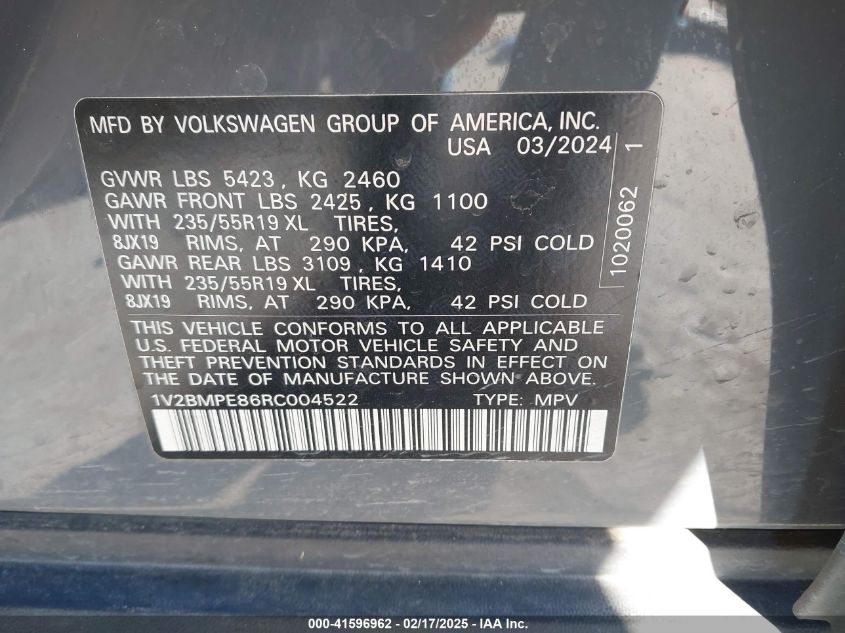 MFD BY VOLKSWAGEN GROUP OF AMERICA, INC.
USA 03/2024
GVWR LBS 5423, KG 2460
GAWR FRONT LBS 2425, KG 1100
WITH 235/55R19 XL TIRES,
8JX19 RIMS, AT 290 KPA, 42 PSI COLD
GAWR REAR LBS 3109, KG 1410
WITH 235/55R19 XL TIRES,
8JX19 RIMS, AT 290 KPA, 42 PSI COLD
1020062 1
THIS VEHICLE CONFORMS TO ALL APPLICABLE
U.S. FEDERAL MOTOR VEHICLE SAFETY AND
THEFT PREVENTION STANDARDS IN EFFECT ON
THE DATE OF MANUFACTURE SHOWN ABOVE.
1V2BMPE86RC004522 TYPE: MPV
000-41596962 - 02/17/2025 - IAA Inc.